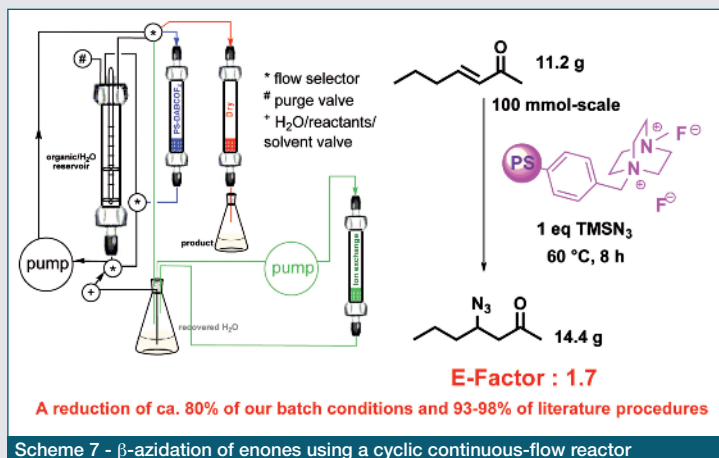 #
*
organic/H₂O
reservoir
PS-DABCOF₂
Dry
* flow selector
# purge valve
+ H₂O/reactants/
solvent valve
*
product
pump
*
+
recovered H₂O
pump
Ion exchange
O
11.2 g
100 mmol-scale
PS
N
⊕
F⊖
N
⊕
F⊖
1 eq TMSN₃
60 °C, 8 h
N₃
O
14.4 g
E-Factor : 1.7
A reduction of ca. 80% of our batch conditions and 93-98% of literature procedures
Scheme 7 - β-azidation of enones using a cyclic continuous-flow reactor